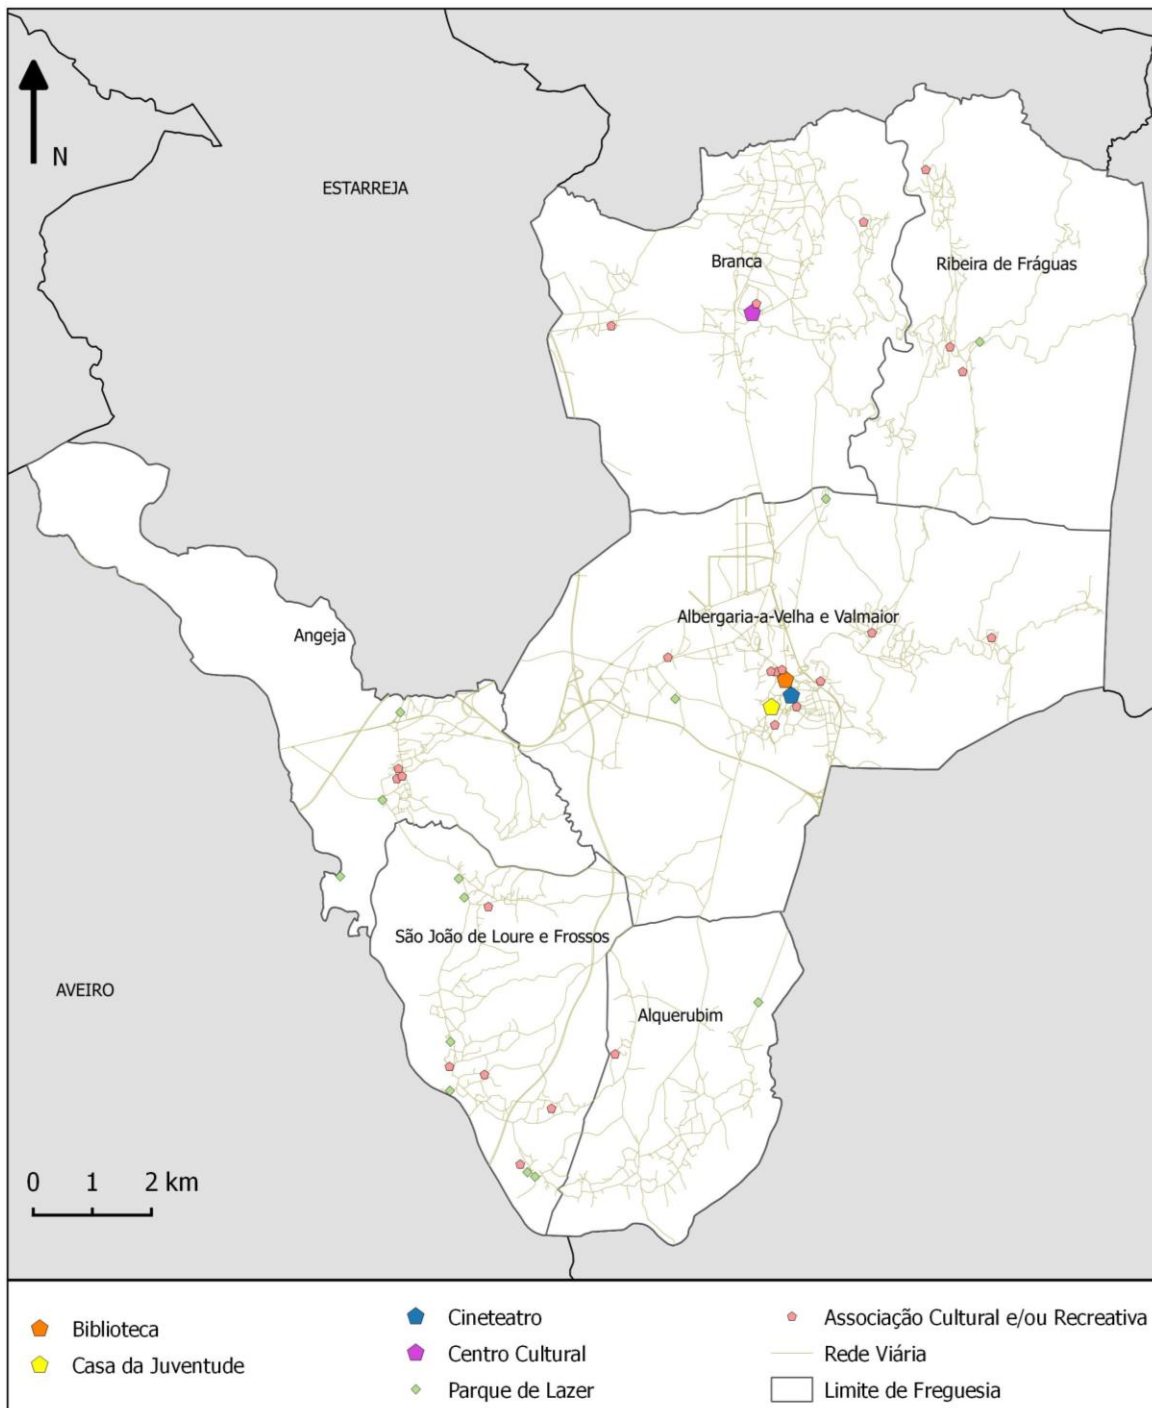 N
ESTARREJA
Branca
Ribeira de Fráguas
Albergaria-a-Velha e Valmaior
Angeja
São João de Loure e Frossos
AVEIRO
Alquerubim
0 1 2 km
Biblioteca
Casa da Juventude
Cineteatro
Centro Cultural
Parque de Lazer
Associação Cultural e/ou Recreativa
Rede Viária
Limite de Freguesia